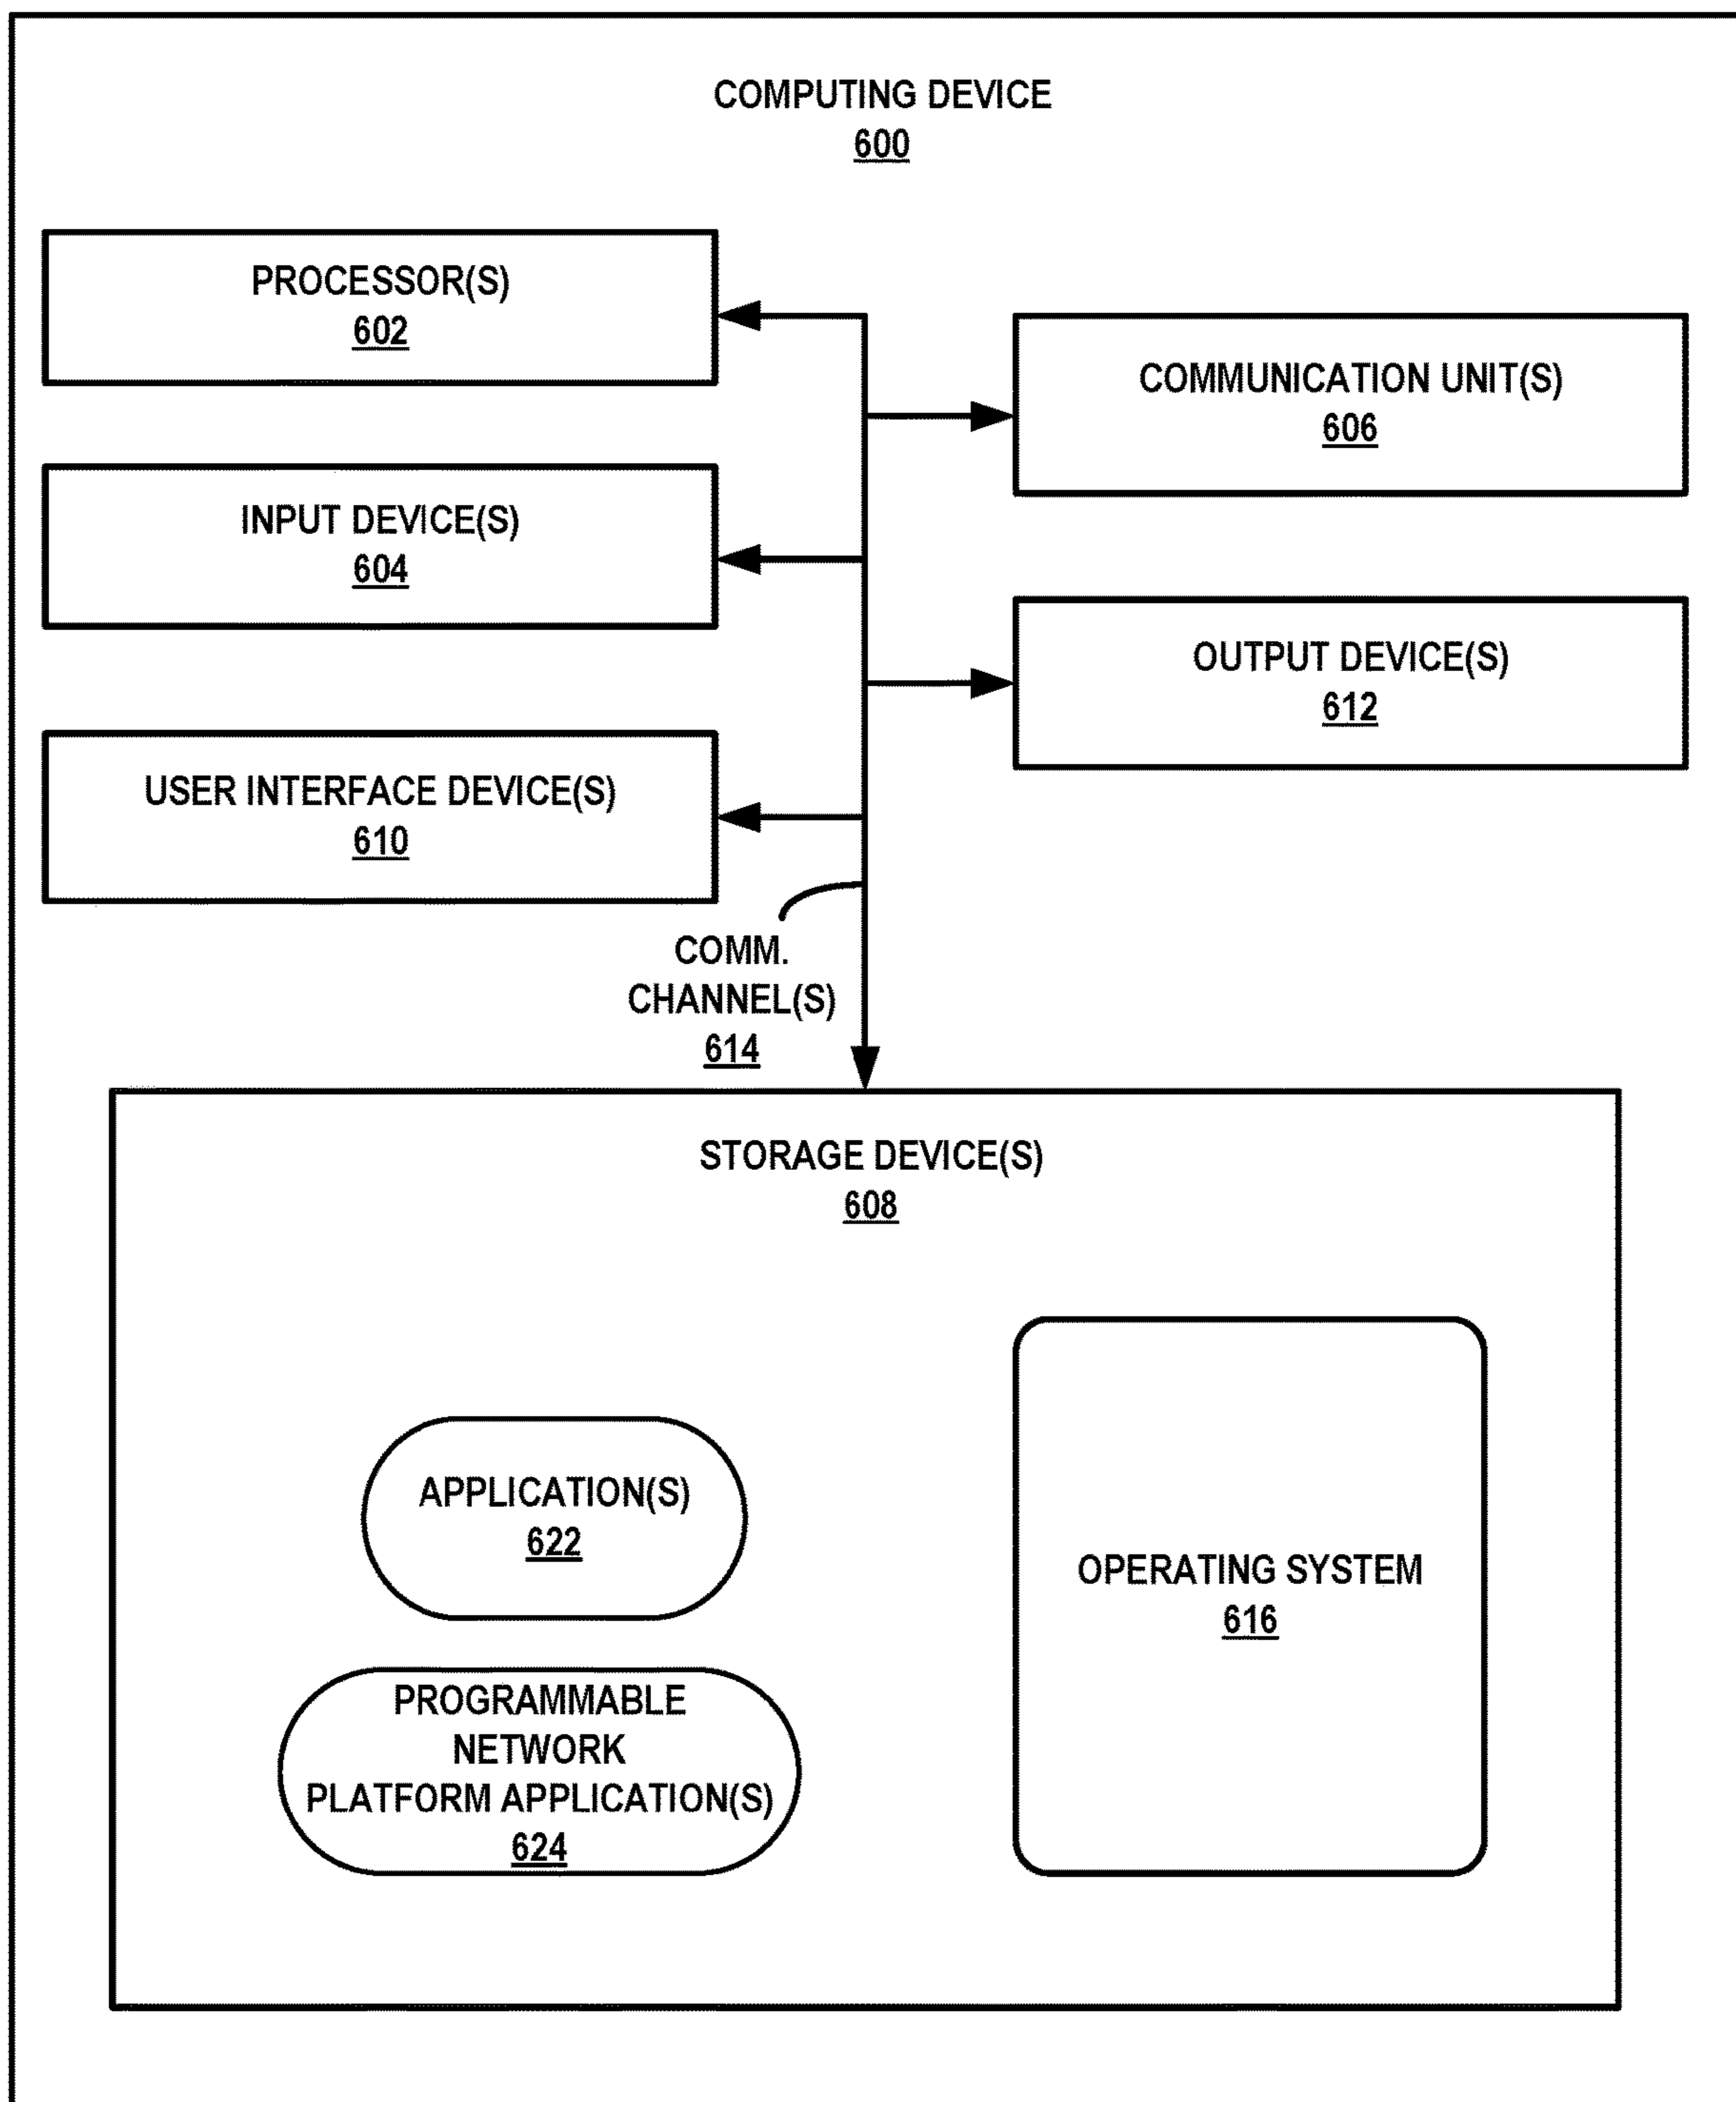 COMPUTING DEVICE
600
PROCESSOR(S)
602
COMMUNICATION UNIT(S)
606
INPUT DEVICE(S)
604
OUTPUT DEVICE(S)
612
USER INTERFACE DEVICE(S)
610
COMM.
CHANNEL(S)
614
STORAGE DEVICE(S)
608
APPLICATION(S)
622
OPERATING SYSTEM
616
PROGRAMMABLE
NETWORK
PLATFORM APPLICATION(S)
624